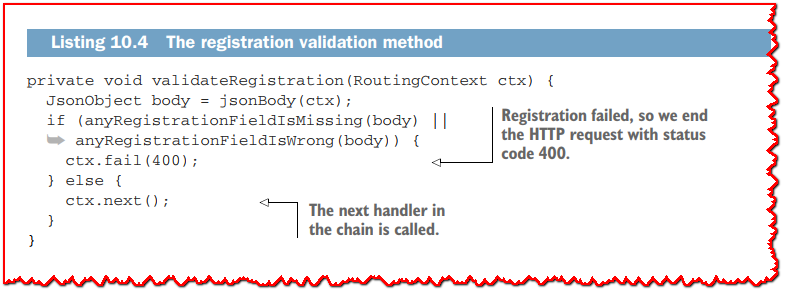 Listing 10.4 The registration validation method
private void validateRegistration(RoutingContext ctx) {
JsonObject body = jsonBody(ctx);
if (anyRegistrationFieldIsMissing(body) ||
➥ anyRegistrationFieldIsWrong(body)) {
ctx.fail(400);
} else {
ctx.next();
}
}
Registration failed, so we end
the HTTP request with status
code 400.
The next handler in
the chain is called.